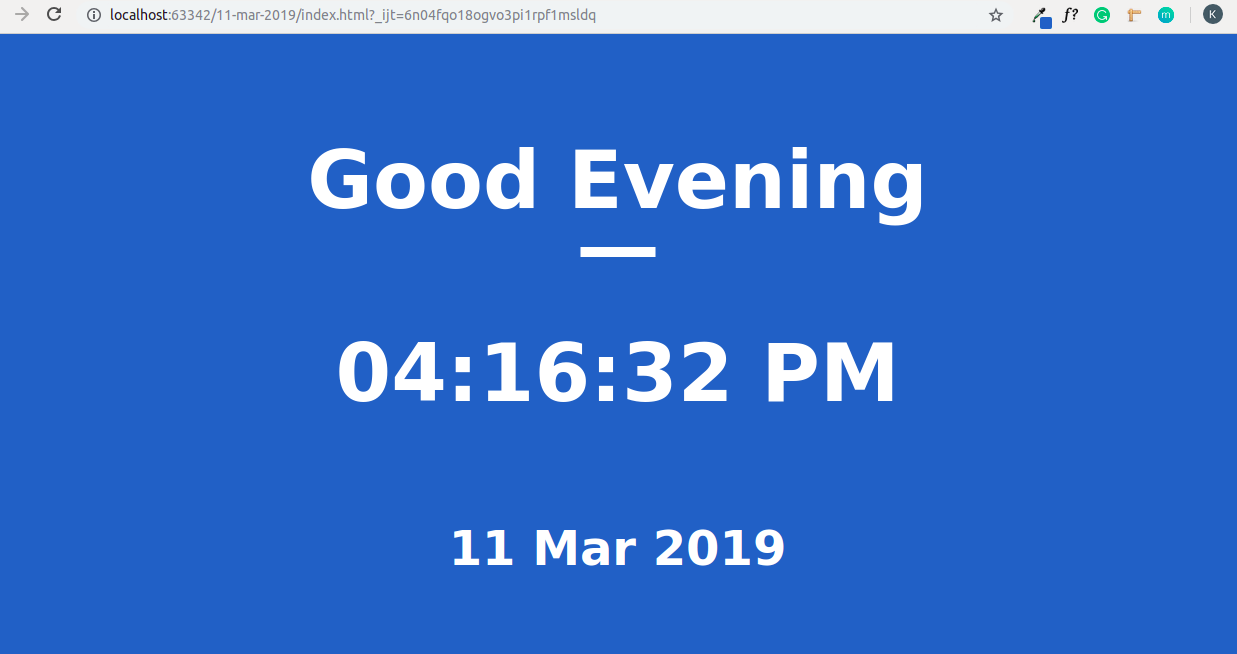 localhost:63342/11-mar-2019/index.html?_ijt=6n04fqo18ogvo3pi1rpf1msldq
f?
G
m
K
Good Evening
04:16:32 PM
11 Mar 2019